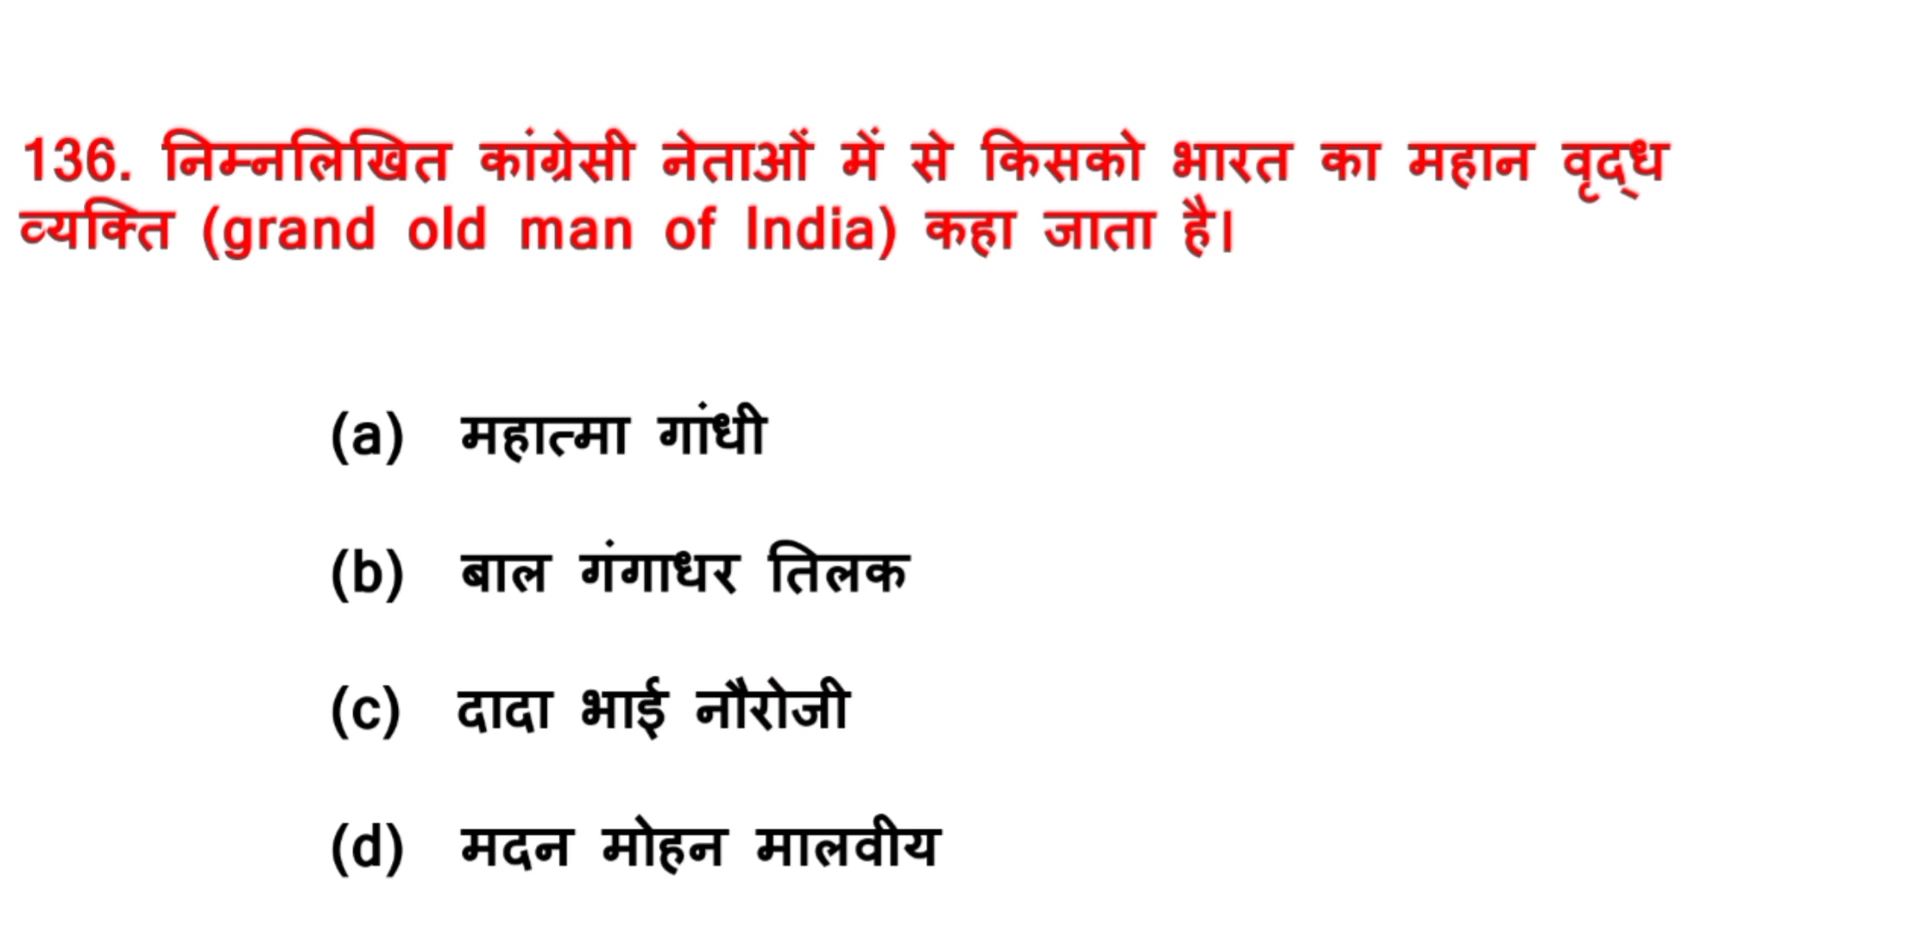 136. निम्नलिखित कांग्रेसी नेताओं में से किसको भारत का महान वृद्‌ध
व्यक्ति (grand old man of India) कहा जाता है।
(a) महात्मा गांधी
(b) बाल गंगाधर तिलक
(c) दादा भाई नौरोजी
(d) मदन मोहन मालवीय